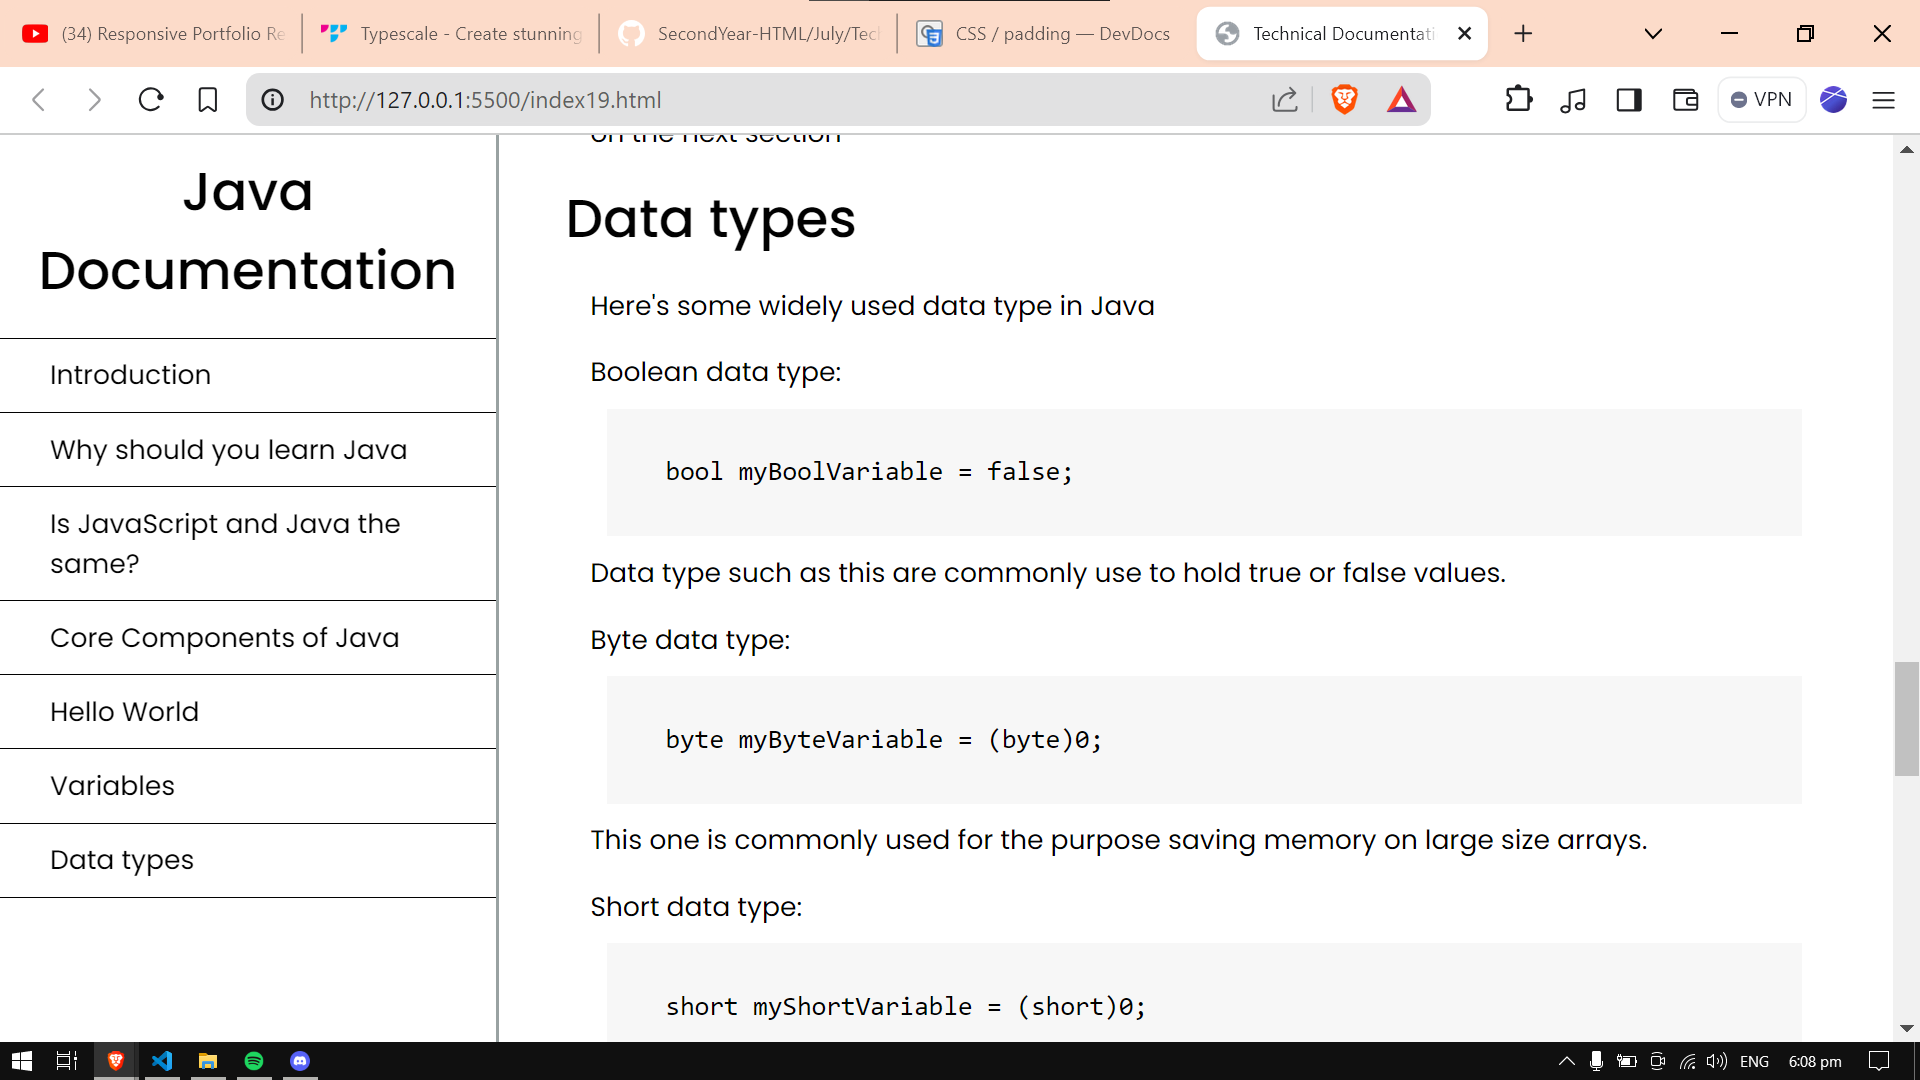 (34) Responsive Portfolio Re
Typescale - Create stunning
SecondYear-HTML/July/Tec
CSS / padding — DevDocs
Technical Documentati
http://127.0.0.1:5500/index19.html
VPN
Java
Documentation
Introduction
Why should you learn Java
Is JavaScript and Java the
same?
Core Components of Java
Hello World
Variables
Data types
on the next section
Data types
Here's some widely used data type in Java
Boolean data type:
bool myBoolVariable = false;
Data type such as this are commonly use to hold true or false values.
Byte data type:
byte myByteVariable = (byte)0;
This one is commonly used for the purpose saving memory on large size arrays.
Short data type:
short myShortVariable = (short)0;
ENG
6:08 pm